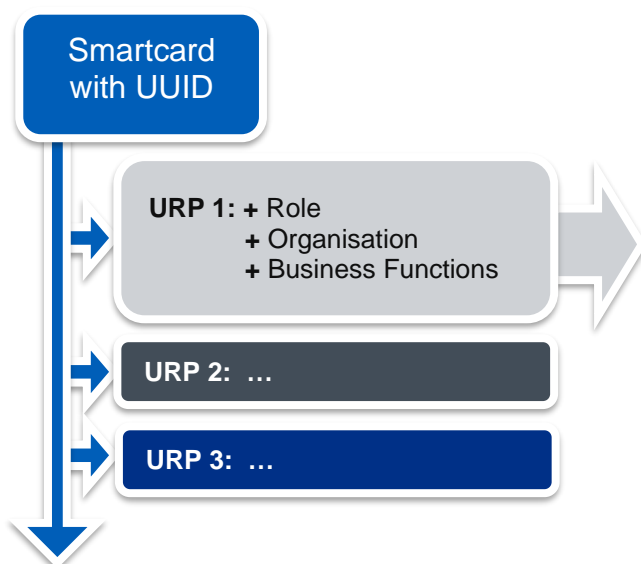 Smartcard
with UUID
URP 1: + Role
+ Organisation
+ Business Functions
URP 2: …
URP 3: …